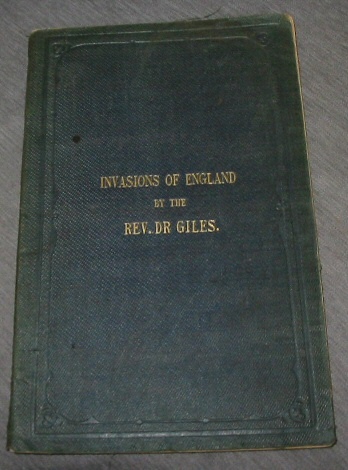 INVASIONS OF ENGLAND
BY THE
REV. DR GILES.